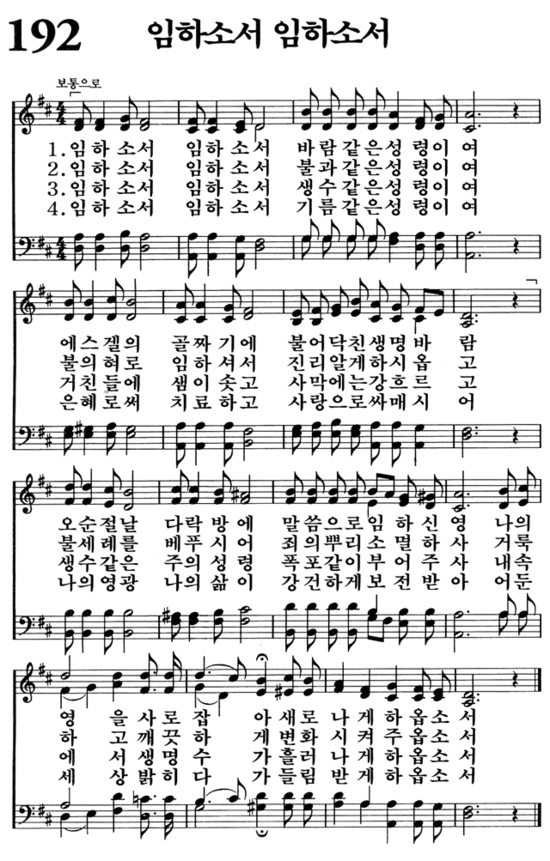 192 임하소서 임하소서
보통으로
1. 임하소서 임하소서 바람같은성령이여
2. 임하소서 임하소서 불과같은성령이여
3. 임하소서 임하소서 생수같은성령이여
4. 임하소서 임하소서 기름같은성령이여
에스겔의 골짜기에 불어닥친생명바람
불의혀로 임하셔서 진리알게하시옵고
거친들에 샘이솟고 사막에는강흐르고
은혜로써 치료하고 사랑으로싸매시어
오순절날 다락방에 말씀으로임하신영 나의
불세례를 베푸시어 죄의뿌리소멸하사 거룩
생수같은 주의성령 폭포같이부어주사 내속
나의영광 나의삶이 강건하게보전받아 어둔
영을사로잡아새로나게하옵소서
하고깨끗하게변화시켜주옵소서
에서생명수가흘러나게하옵소서
세상밝히다가들림받게하옵소서